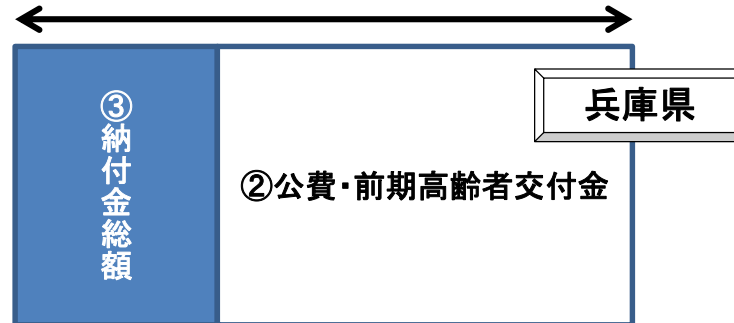 ③納付金総額
②公費・前期高齢者交付金
兵庫県